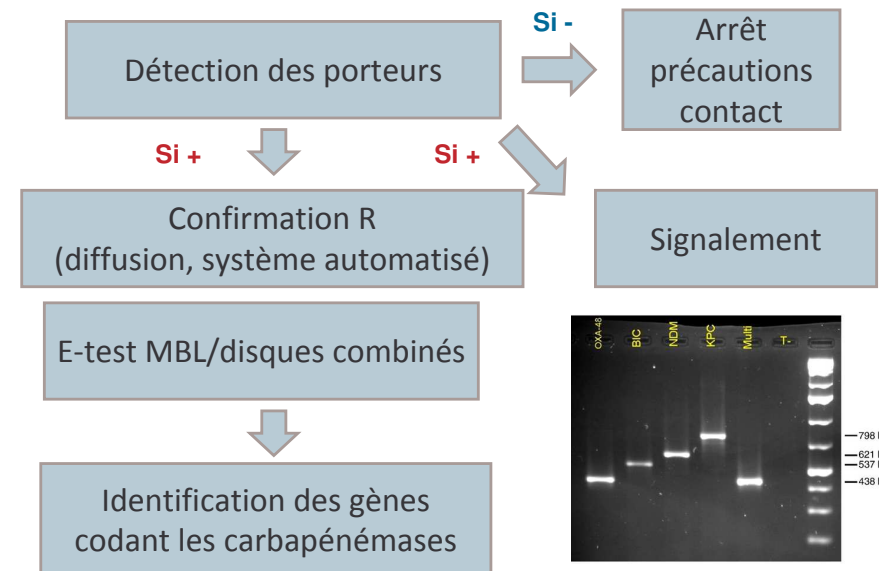 Si -
Détection des porteurs
Arrêt
précautions
contact
Si +
Si +
Confirmation R
(diffusion, système automatisé)
Signalement
E-test MBL/disques combinés
Identification des gènes
codant les carbapénémases
OXA-48
BIC
NDM
KPC
Multi
T-
798
621
537
438